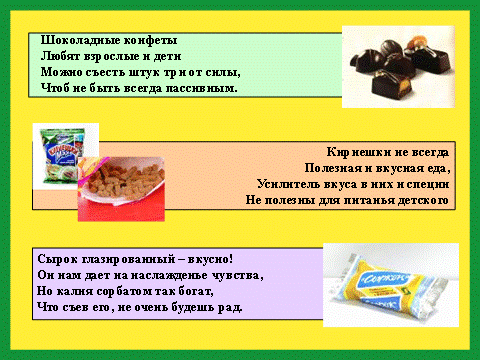 Шоколадные конфеты
Любят взрослые и дети
Можно съесть штук три от силы,
Чтоб не быть всегда пассивным.
Кириешки не всегда
Полезная и вкусная еда,
Усилитель вкуса в них и специи
Не полезны для питанья детского
Сырок глазированный – вкусно!
Он нам дает на наслажденье чувства,
Но калия сорбатом так богат,
Что съев его, не очень будешь рад.